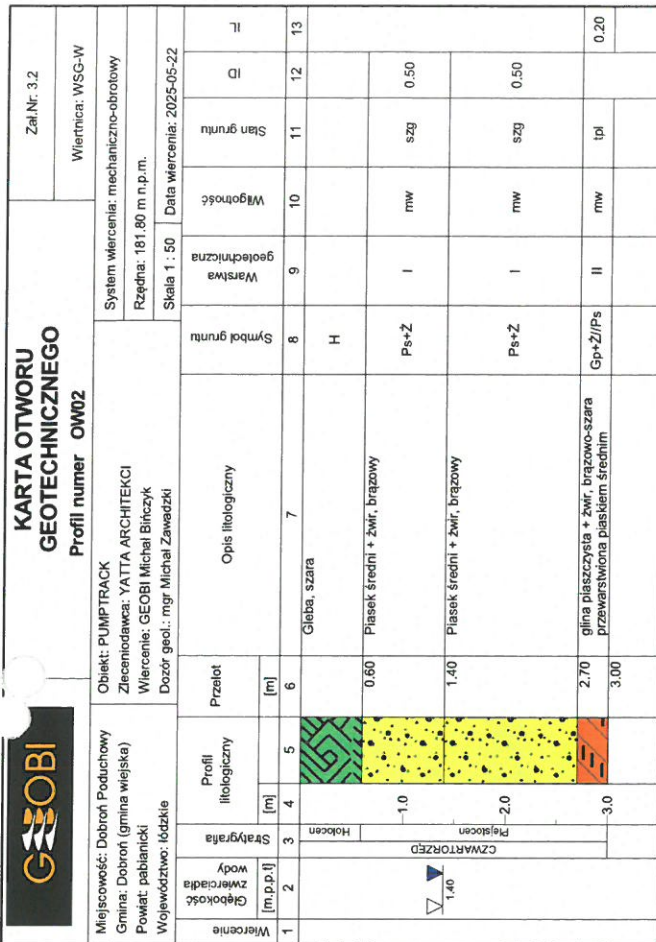 GEOBI
KARTA OTWORU
GEOTECHNICZNEGO
Profil numer OW02
Zał.Nr. 3.2
Wiertnica: WSG-W
Miejscowość: Dobroń Poduchowy
Gmina: Dobroń (gmina wiejska)
Powiat: pabianicki
Województwo: łódzkie
Obiekt: PUMPTRACK
Zleceniodawca: YATTA ARCHITEKCI
Wiercenie: GEOBI Michał Bińczyk
Dozór geol.: mgr Michał Zawadzki
System wiercenia: mechaniczno-obrotowy
Rzędna: 181.80 m n.p.m.
Skala 1 : 50 Data wiercenia: 2025-05-22
Wiercenie
Głębokość
zwierciadła
wody
[m.p.p.t]
Stratygrafia
[m]
Profil
litologiczny
Przelot
[m]
Opis litologiczny
Symbol gruntu
Warstwa
geotechniczna
Wilgotność
Stan gruntu
ID
IL
1 2 3 4 5 6 7 8 9 10 11 12 13
Holocen
Gleba, szara H
0.60 Piasek średni + żwir, brązowy Ps+Ż I mw szg 0.50
1.0
1.40
CZWARTORZĘD
Plejstocen
1.40 Piasek średni + żwir, brązowy Ps+Ż I mw szg 0.50
2.0
2.70 glina piaszczysta + żwir, brązowo-szara Gp+Ż//Ps II mw tpl 0.20
przewarstwiona piaskiem średnim
3.0 3.00